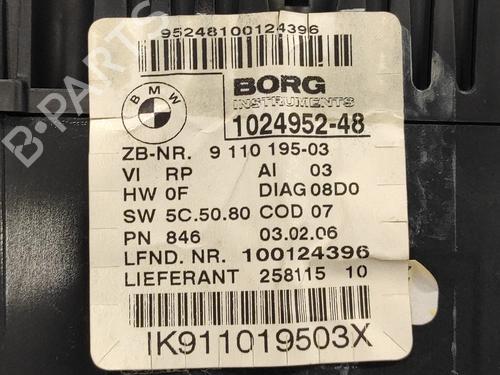 95248100124396
BMW
BORG
INSTRUMENTS
1024952-48
ZB-NR. 9 110 195-03
VI RP AI 03
HW 0F DIAG 08D0
SW 5C.50.80 COD 07
PN 846 03.02.06
LFND. NR. 100124396
LIEFERANT 258115 10
IK911019503X
B-PARTS